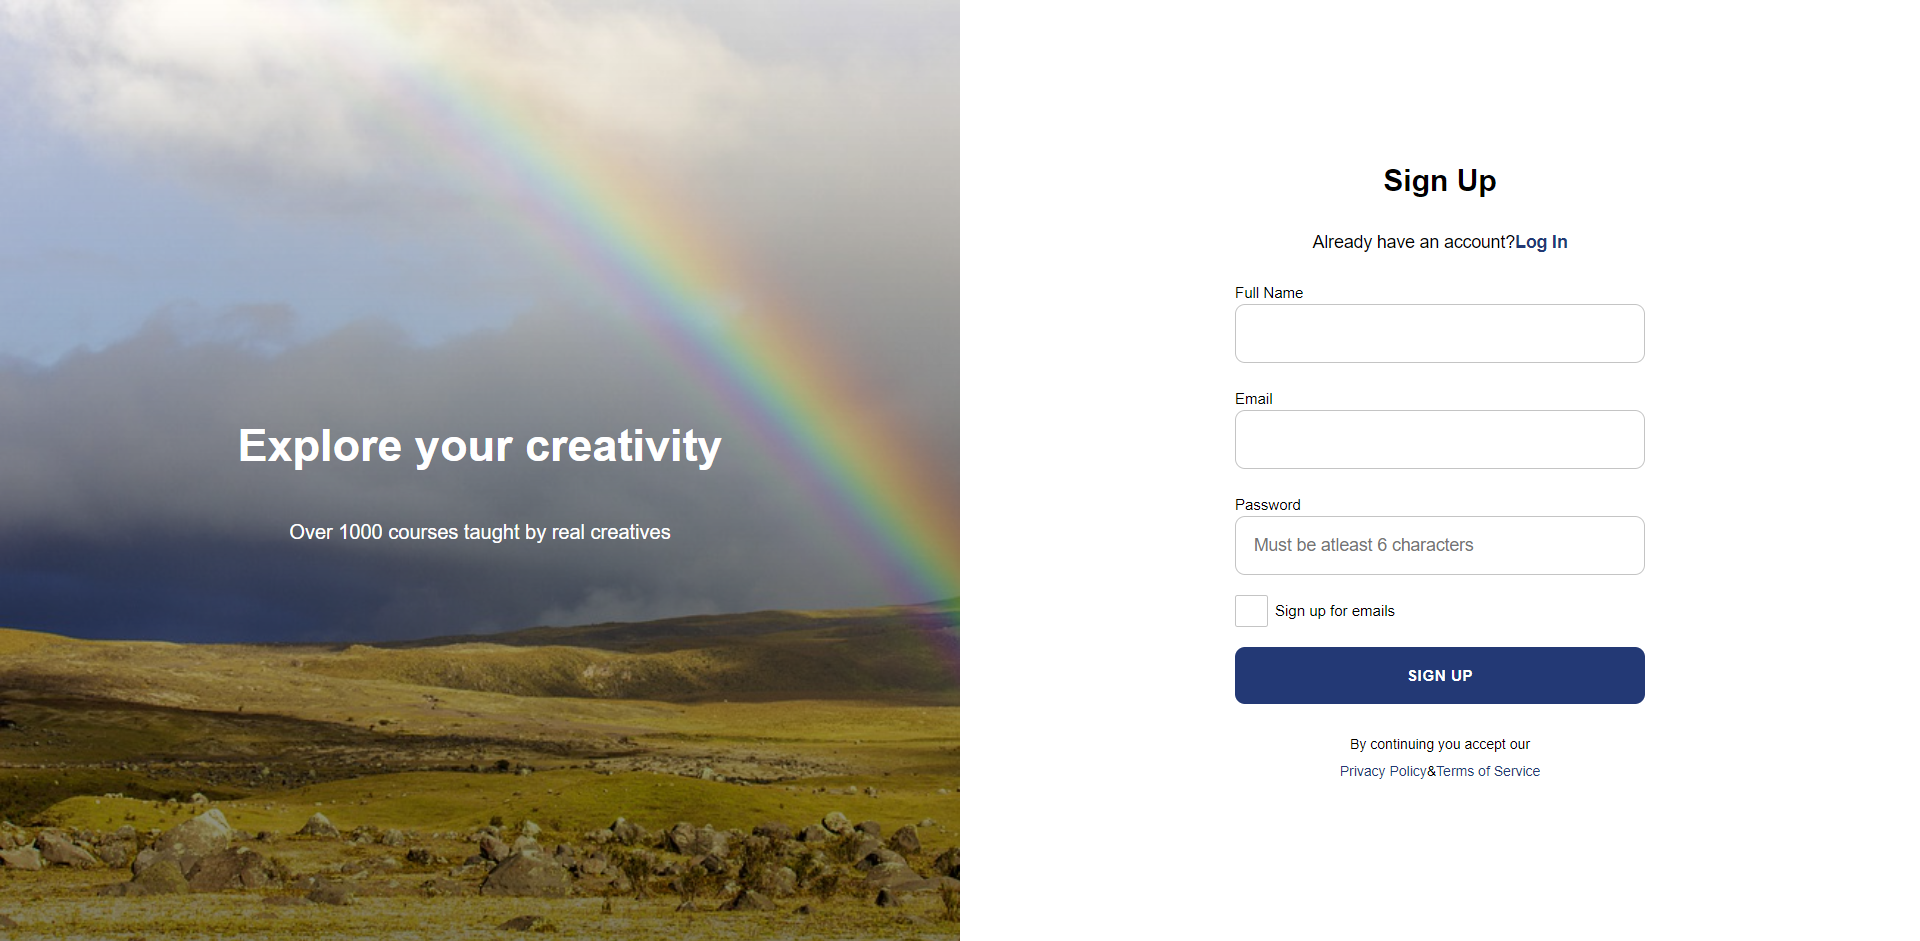 Explore your creativity
Over 1000 courses taught by real creatives
Sign Up
Already have an account?Log In
Full Name
Email
Password
Must be atleast 6 characters
Sign up for emails
SIGN UP
By continuing you accept our
Privacy Policy&Terms of Service